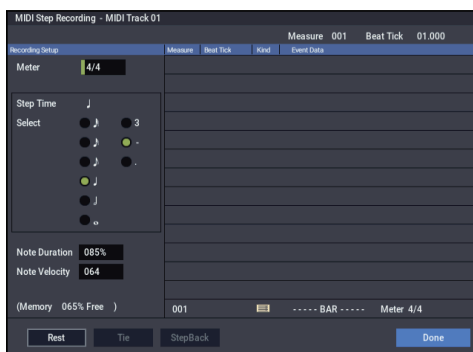 MIDI Step Recording - MIDI Track 01
Measure 001 Beat Tick 01.000
Recording Setup Measure Beat Tick Kind Event Data
Meter 4/4
Step Time
Select
3
-
.
Note Duration 085%
Note Velocity 064
(Memory 065% Free )
001 ----- BAR ----- Meter 4/4
Rest Tie StepBack Done